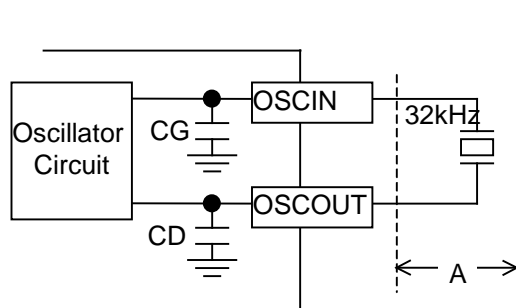 OSCIN
32kHz
CG
Oscillator
Circuit
OSCOUT
CD
A